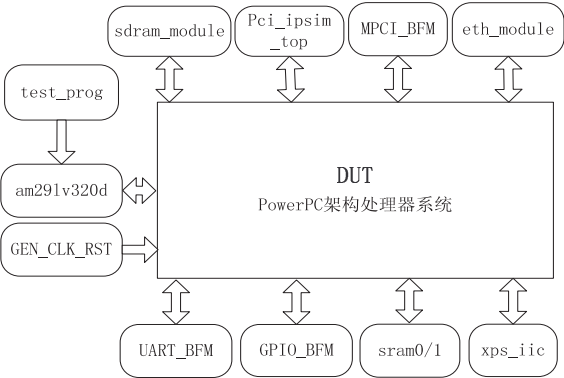 sdram_module
Pci_ipsim
_top
MPCI_BFM
eth_module
test_prog
am29lv320d
GEN_CLK_RST
DUT
PowerPC架构处理器系统
UART_BFM
GPIO_BFM
sram0/1
xps_iic